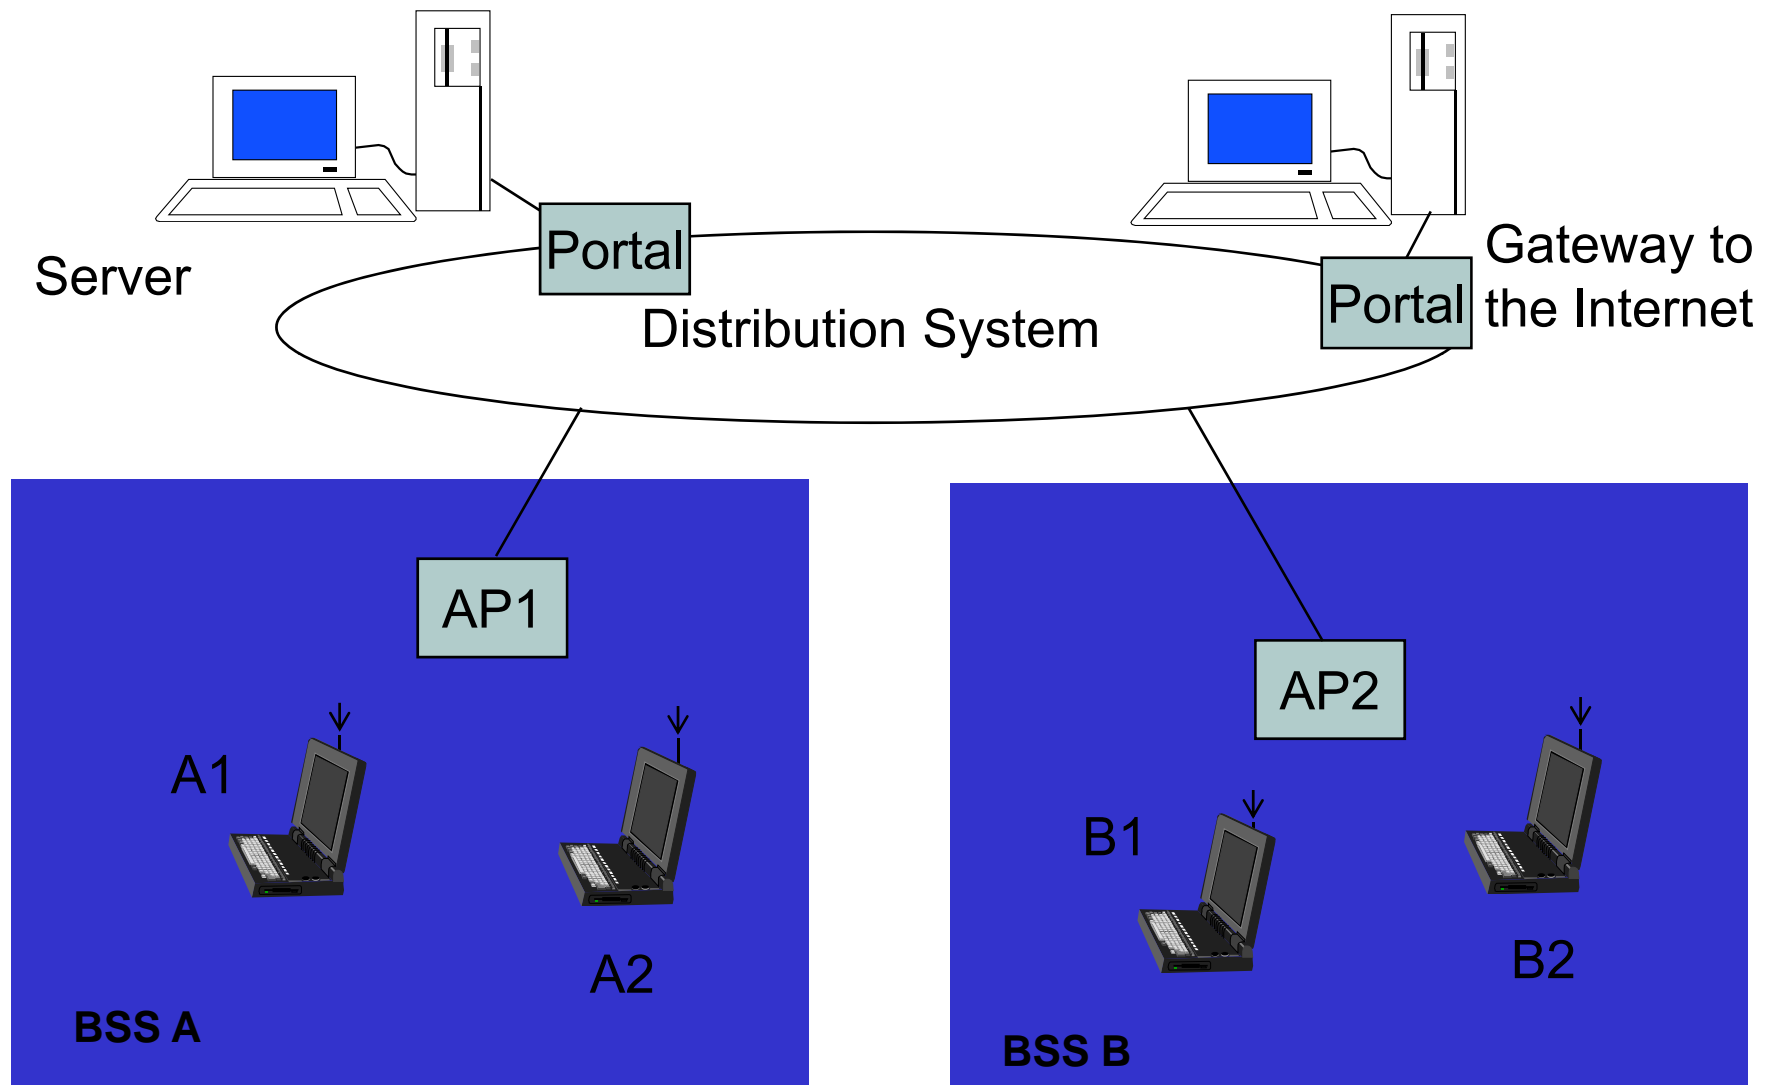 Server
Portal
Distribution System
Portal
Gateway to
the Internet
AP1
AP2
A1
A2
B1
B2
BSS A
BSS B